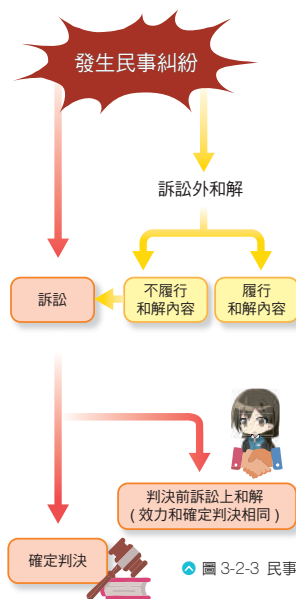 發生民事糾紛
訴訟外和解
訴訟
不履行
和解內容
履行
和解內容
判決前訴訟上和解
( 效力和確定判決相同 )
確定判決
圖 3-2-3 民事